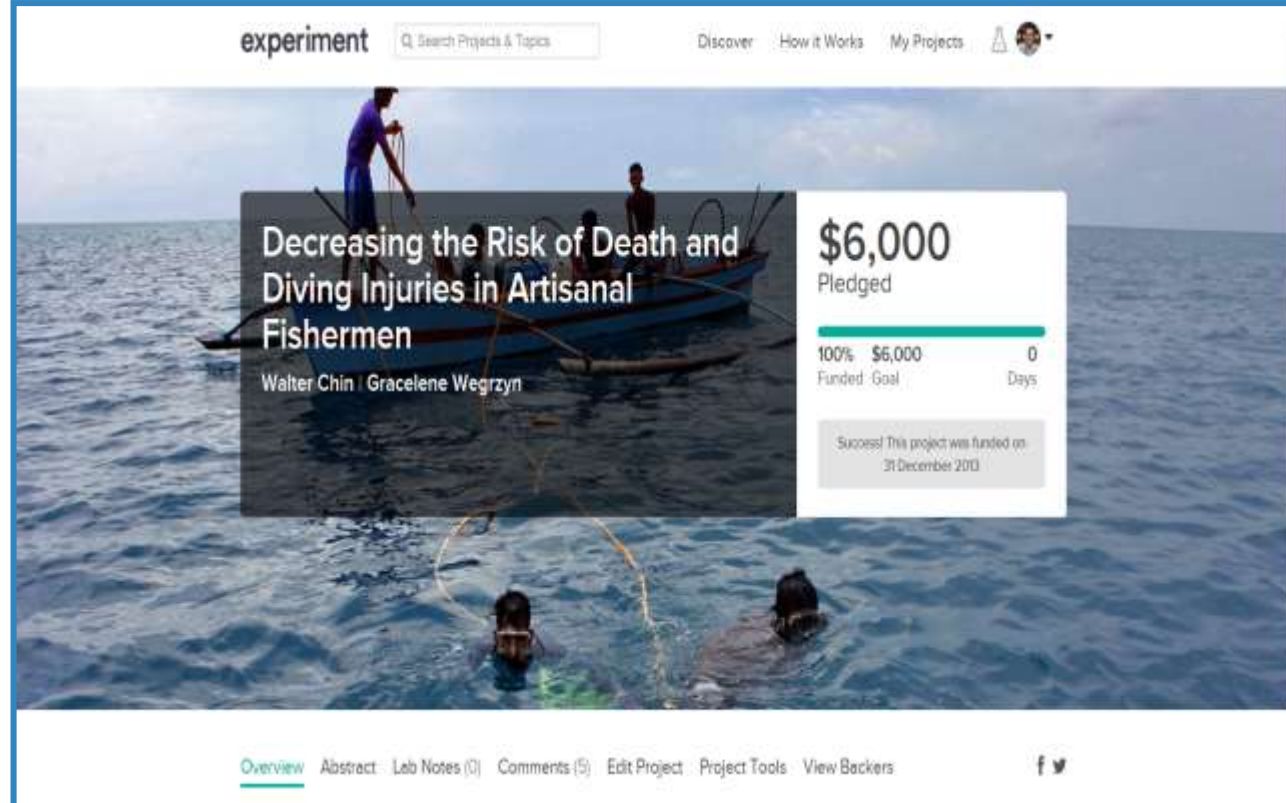 experiment
Search Projects & Topics
Discover How it Works My Projects
Decreasing the Risk of Death and
Diving Injuries in Artisanal
Fishermen
Walter Chin | Gracelene Wegrzyn
$6,000
Pledged
100% $6,000 0
Funded Goal Days
Success! This project was funded on
31 December 2013
Overview Abstract Lab Notes (0) Comments (5) Edit Project Project Tools View Backers